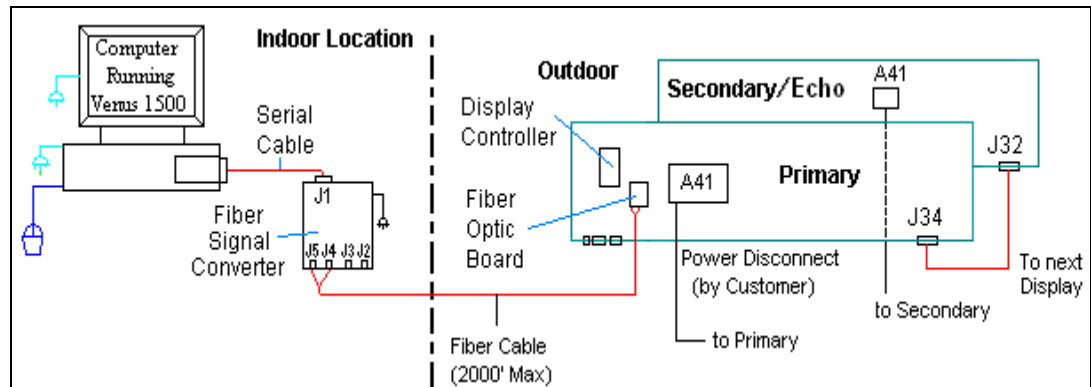 Computer
Running
Venus 1500
Indoor Location
Serial
Cable
J1
Fiber
Signal
Converter
J5 J4 J3 J2
Fiber Cable
(2000' Max)
Outdoor
Display
Controller
Fiber
Optic
Board
Secondary/Echo
A41
A41
Primary
J32
J34
Power Disconnect
(by Customer)
to Primary
to Secondary
To next
Display